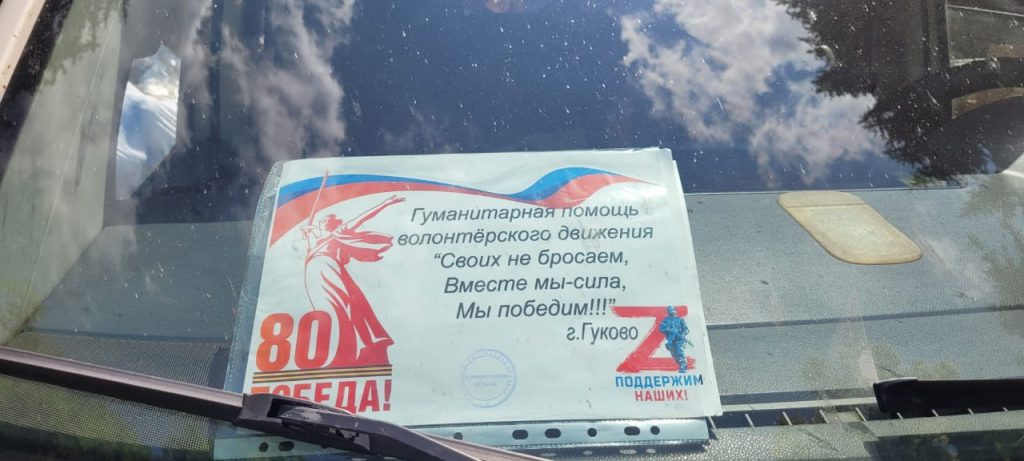 Гуманитарная помощь
волонтёрского движения
“Своих не бросаем,
Вместе мы-сила,
Мы победим!!!”
г.Гуково
80
ПОБЕДА!
Z
ПОДДЕРЖИМ
НАШИХ!